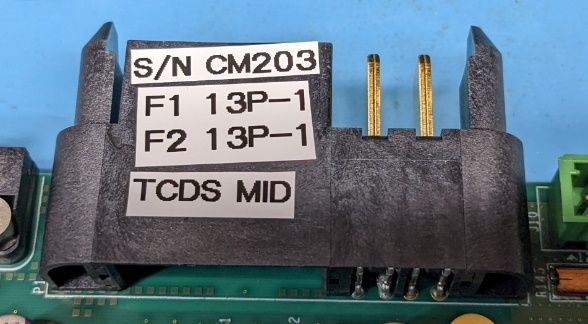 S/N CM203
F1 13P-1
F2 13P-1
TCDS MID